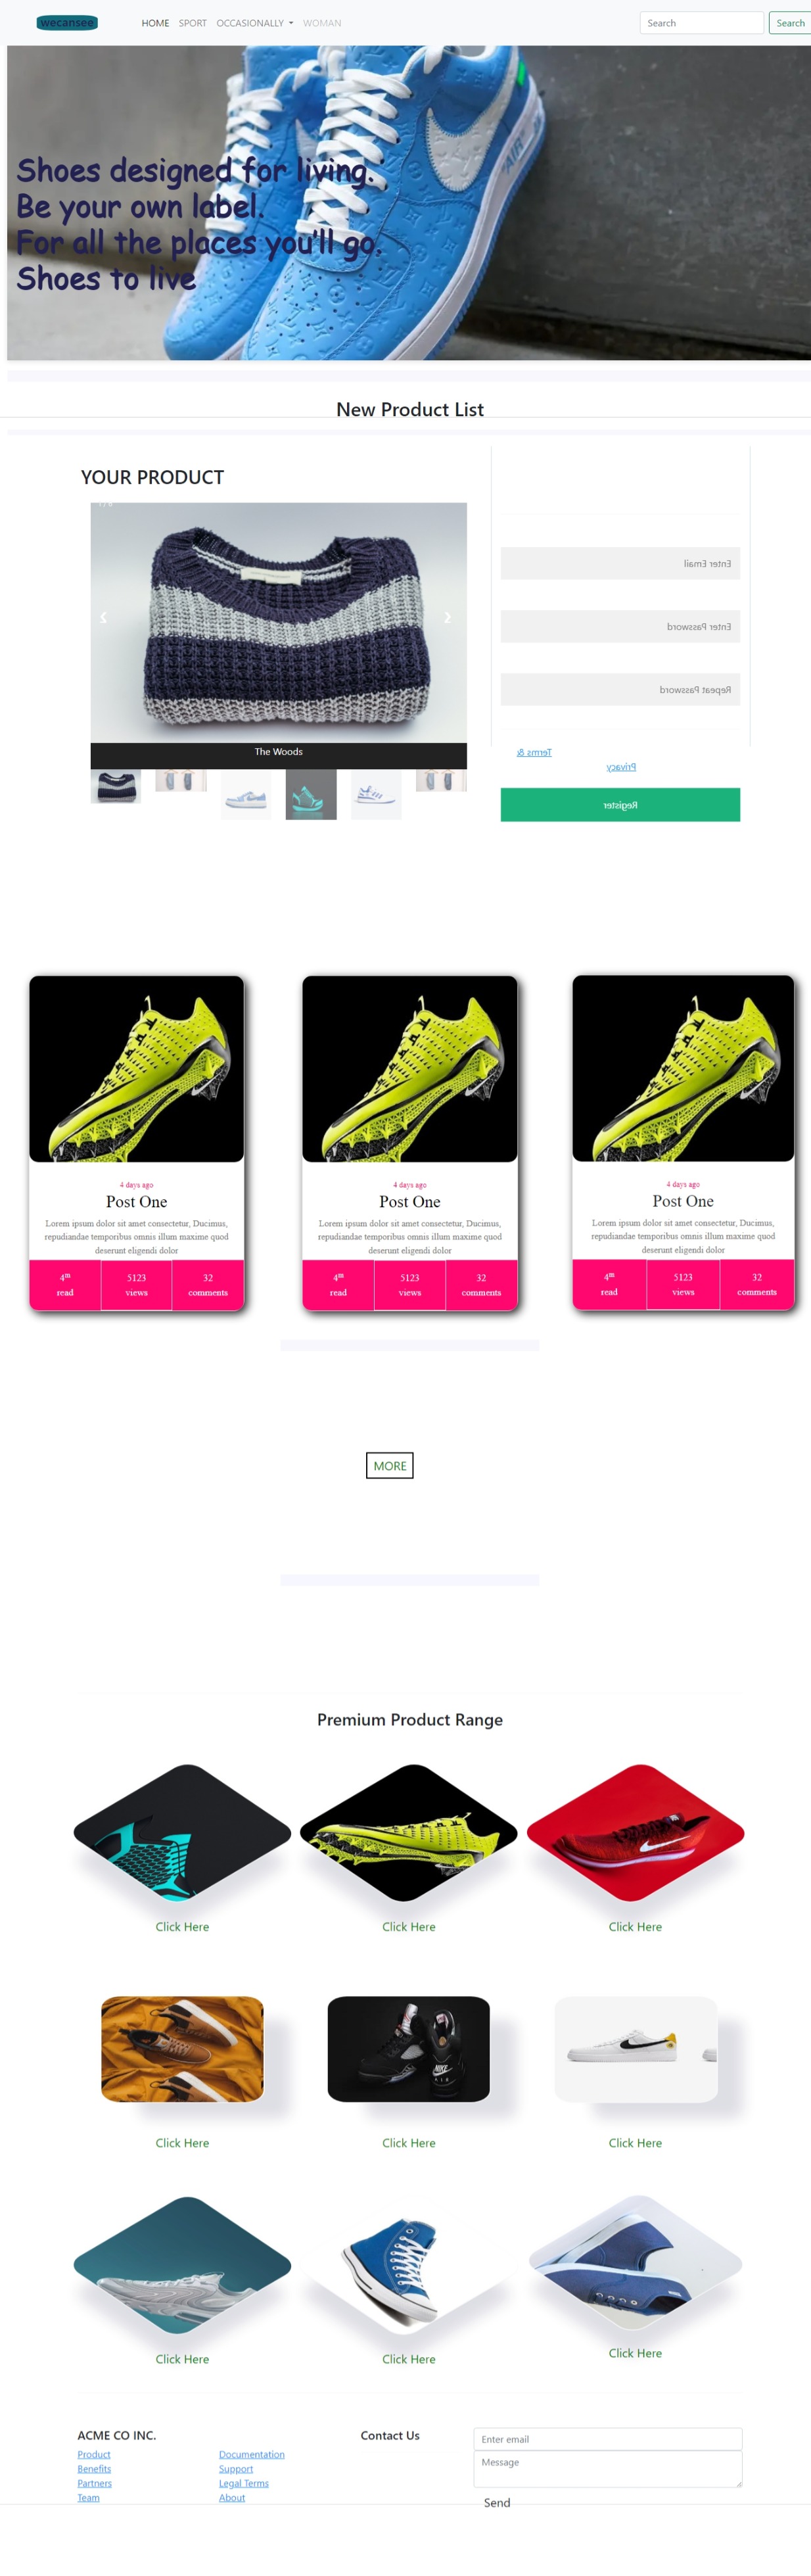 wecansee
HOME SPORT OCCASIONALLY WOMAN
Search
Search
AIR
Shoes designed for living.
Be your own label.
For all the places you'll go.
Shoes to live
New Product List
YOUR PRODUCT
Enter Email
Enter Password
Repeat Password
The Woods
Terms &
Privacy
Register
4 days ago
Post One
Lorem ipsum dolor sit amet consectetur, Ducimus,
repudiandae temporibus omnis illum maxime quod
deserunt eligendi dolor
4m 5123 32
read views comments
4 days ago
Post One
Lorem ipsum dolor sit amet consectetur, Ducimus,
repudiandae temporibus omnis illum maxime quod
deserunt eligendi dolor
4m 5123 32
read views comments
4 days ago
Post One
Lorem ipsum dolor sit amet consectetur, Ducimus,
repudiandae temporibus omnis illum maxime quod
deserunt eligendi dolor
4m 5123 32
read views comments
MORE
Premium Product Range
Click Here
Click Here
Click Here
NIKE
AIR
Click Here
Click Here
Click Here
Click Here
Click Here
Click Here
ACME CO INC.
Product
Benefits
Partners
Team
Documentation
Support
Legal Terms
About
Contact Us
Enter email
Message
Send